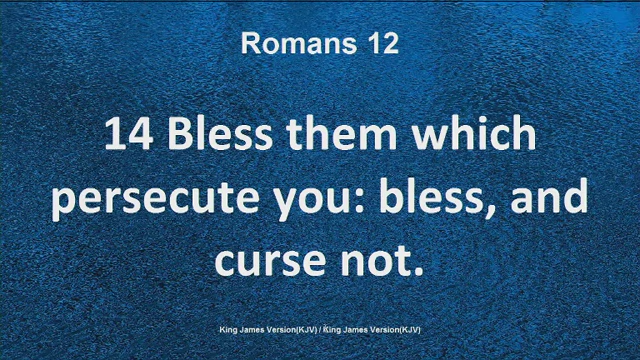 Romans 12
14 Bless them which
persecute you: bless, and
curse not.
King James Version(KJV) / King James Version(KJV)